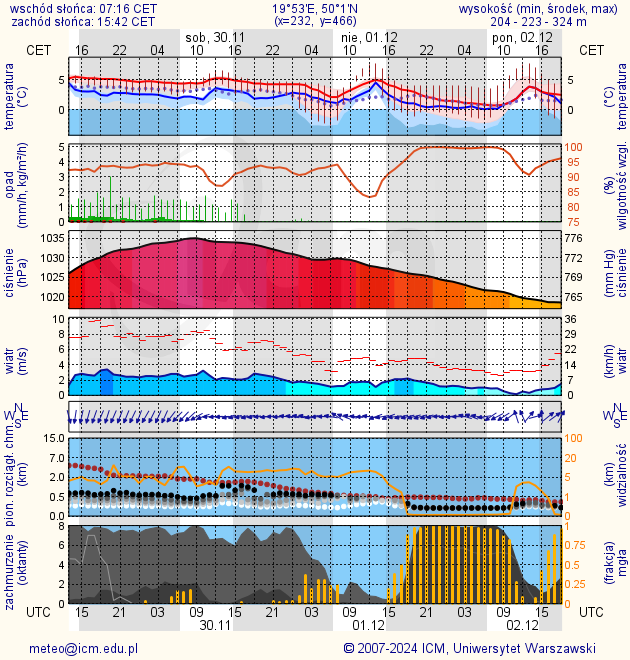 wschód słońca: 07:16 CET 19°53'E, 50°1'N wysokość (min, środek, max)
zachód słońca: 15:42 CET (x=232, y=466) 204 - 223 - 324 m
sob, 30.11 nie, 01.12 pon, 02.12
CET 16 22 04 10 16 22 04 10 16 22 04 10 16 CET
temperatura (°C) 5 0 5 0 (°C) temperatura
opad (mm/h, kg/m²/h) 5 4 3 2 1 0 100 95 90 85 80 75 (%) wilgotność wzgl.
ciśnienie (hPa) 1035 1030 1025 1020 776 772 769 765 (mm Hg) ciśnienie
wiatr (m/s) 10 8 6 4 2 0 36 29 22 14 7 0 (km/h) wiatr
N W E S N W E S
pion. rozciągł. chm. (km) 15.0 7.0 2.0 0.5 0.0 100 20 5 1 0 (km) widzialność
zachmurzenie (oktanty) 8 6 4 2 0 1 0.75 0.5 0.25 0 (frakcja) mgła
UTC 15 21 03 09 15 21 03 09 15 21 03 09 15 UTC
30.11 01.12 02.12
meteo@icm.edu.pl © 2007-2024 ICM, Uniwersytet Warszawski